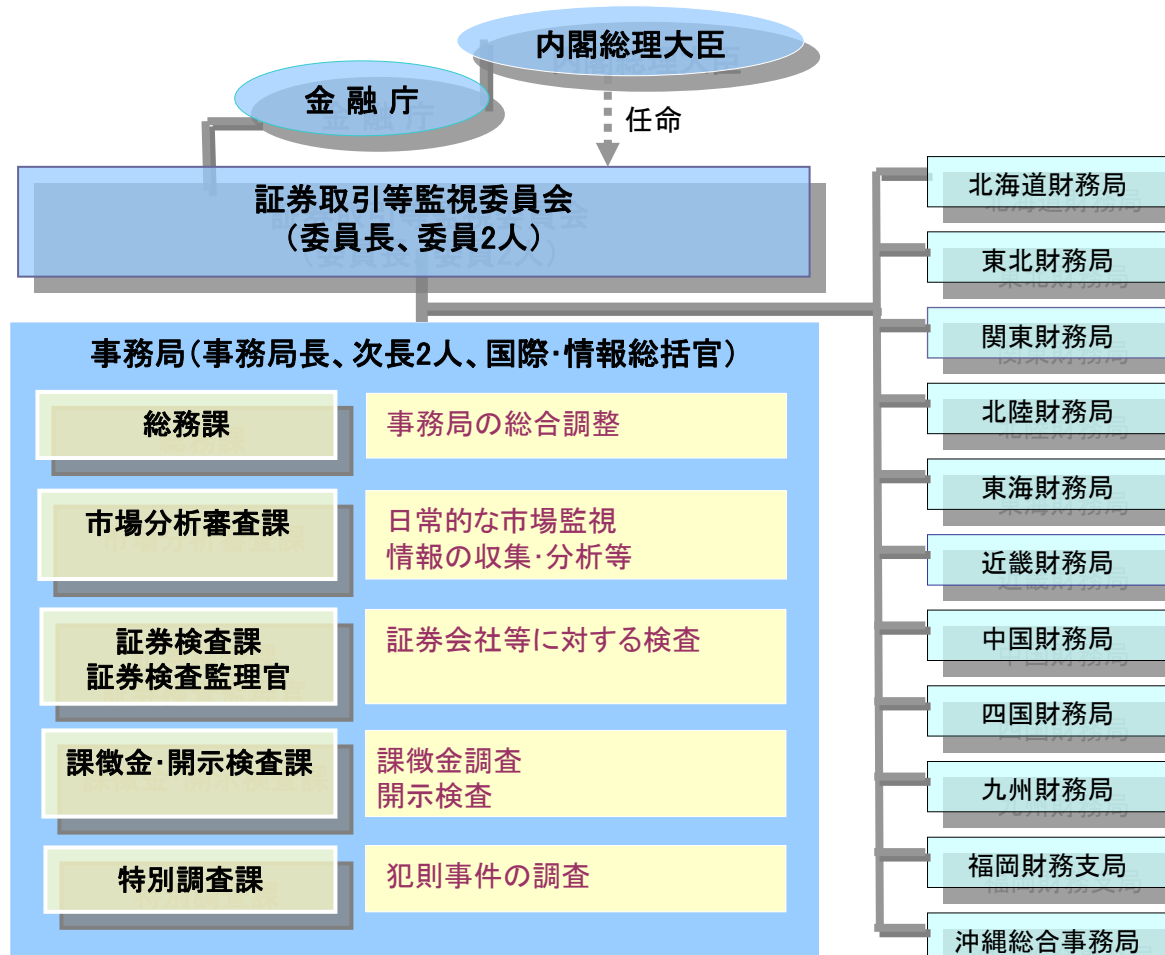 内閣総理大臣
金融庁
任命
証券取引等監視委員会
(委員長、委員2人)
事務局(事務局長、次長2人、国際・情報総括官)
総務課
事務局の総合調整
市場分析審査課
日常的な市場監視
情報の収集・分析等
証券検査課
証券検査監理官
証券会社等に対する検査
課徴金・開示検査課
課徴金調査
開示検査
特別調査課
犯則事件の調査
北海道財務局
東北財務局
関東財務局
北陸財務局
東海財務局
近畿財務局
中国財務局
四国財務局
九州財務局
福岡財務支局
沖縄総合事務局